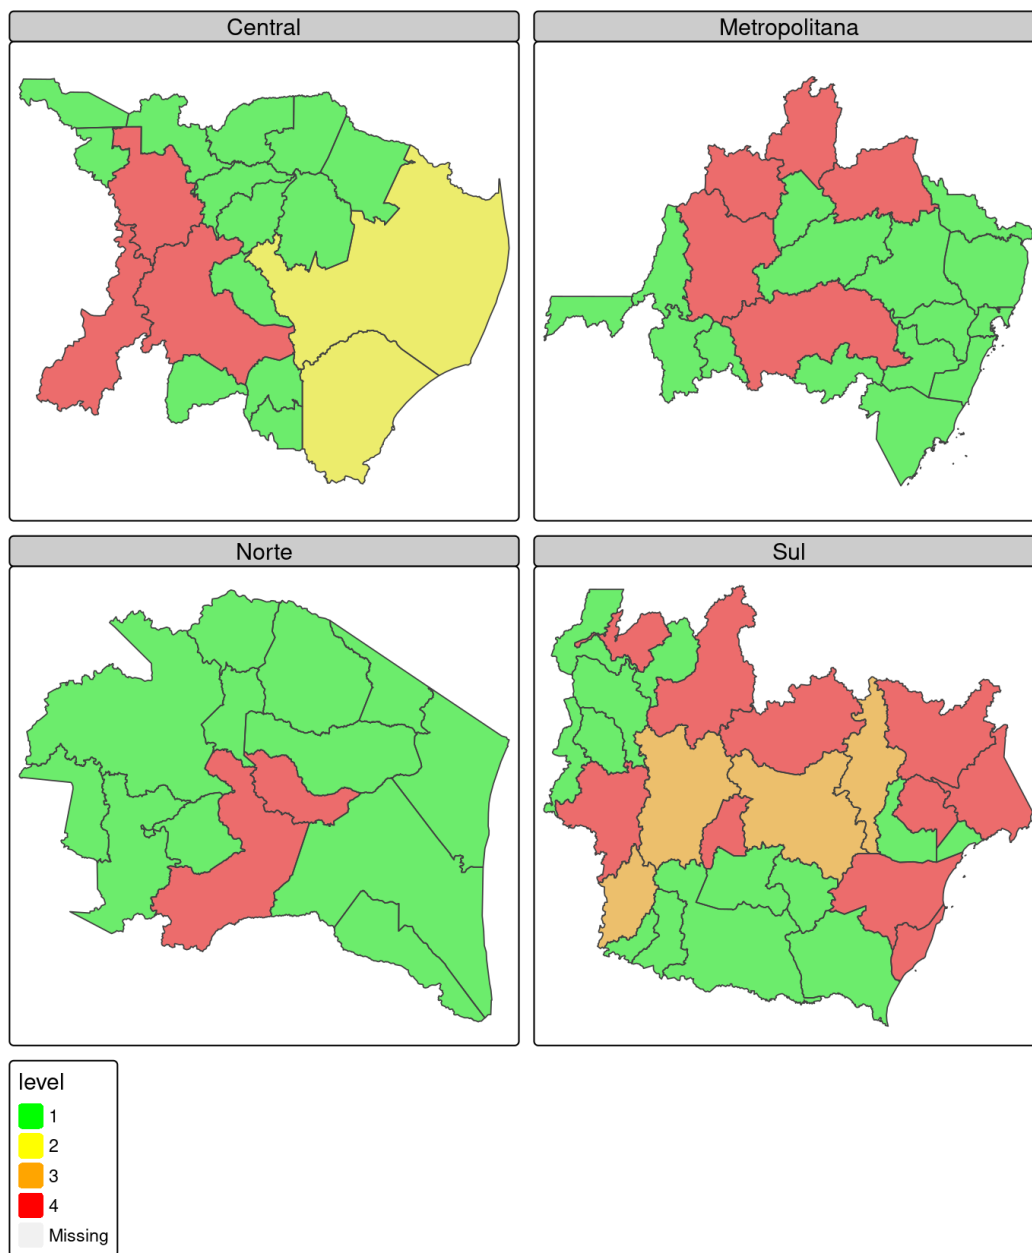 Central
Metropolitana
Norte
Sul
level
1
2
3
4
Missing